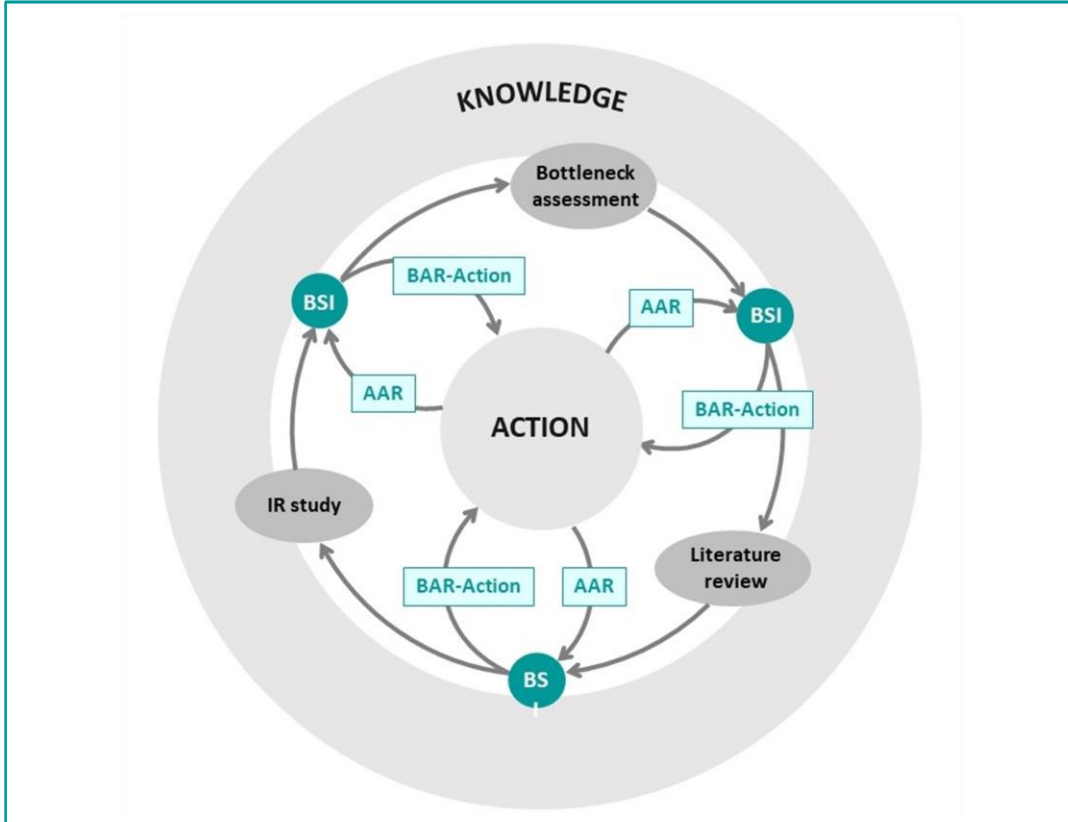 KNOWLEDGE
Bottleneck
assessment
BAR-Action
BSI
AAR
BSI
AAR
BAR-Action
ACTION
IR study
Literature
review
BAR-Action
AAR
BS
I